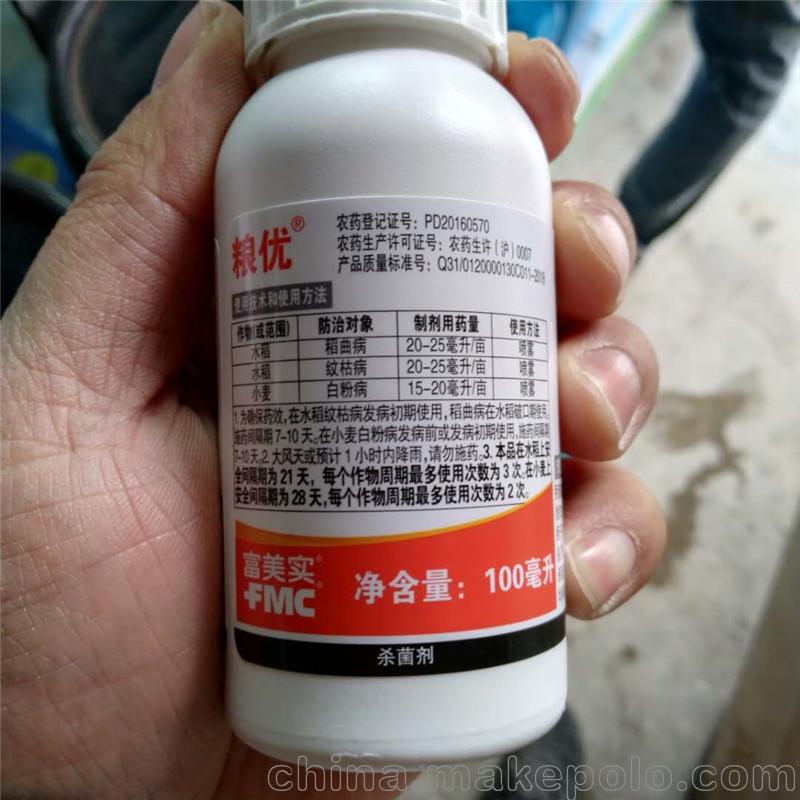 粮优®
农药登记证号：PD20160570
农药生产许可证号：农药生许（沪）0007
产品质量标准号：Q31/0120000130C011-2018
使用技术和使用方法
作物(或范围) 防治对象 制剂用药量 使用方法
水稻 稻曲病 20-25毫升/亩 喷雾
水稻 纹枯病 20-25毫升/亩 喷雾
小麦 白粉病 15-20毫升/亩 喷雾
1.为确保药效，在水稻纹枯病发病初期使用，稻曲病在水稻破口期使用，
施药间隔期7-10天。在小麦白粉病发病前或发病初期使用，施药间隔期
7-10天。2.大风天或预计1小时内降雨，请勿施药。3.本品在水稻上安
全间隔期为21天，每个作物周期最多使用次数为3次。在小麦上
安全间隔期为28天，每个作物周期最多使用次数为2次。
富美实®
FMC
净含量：100毫升
杀菌剂
china.makepolo.com